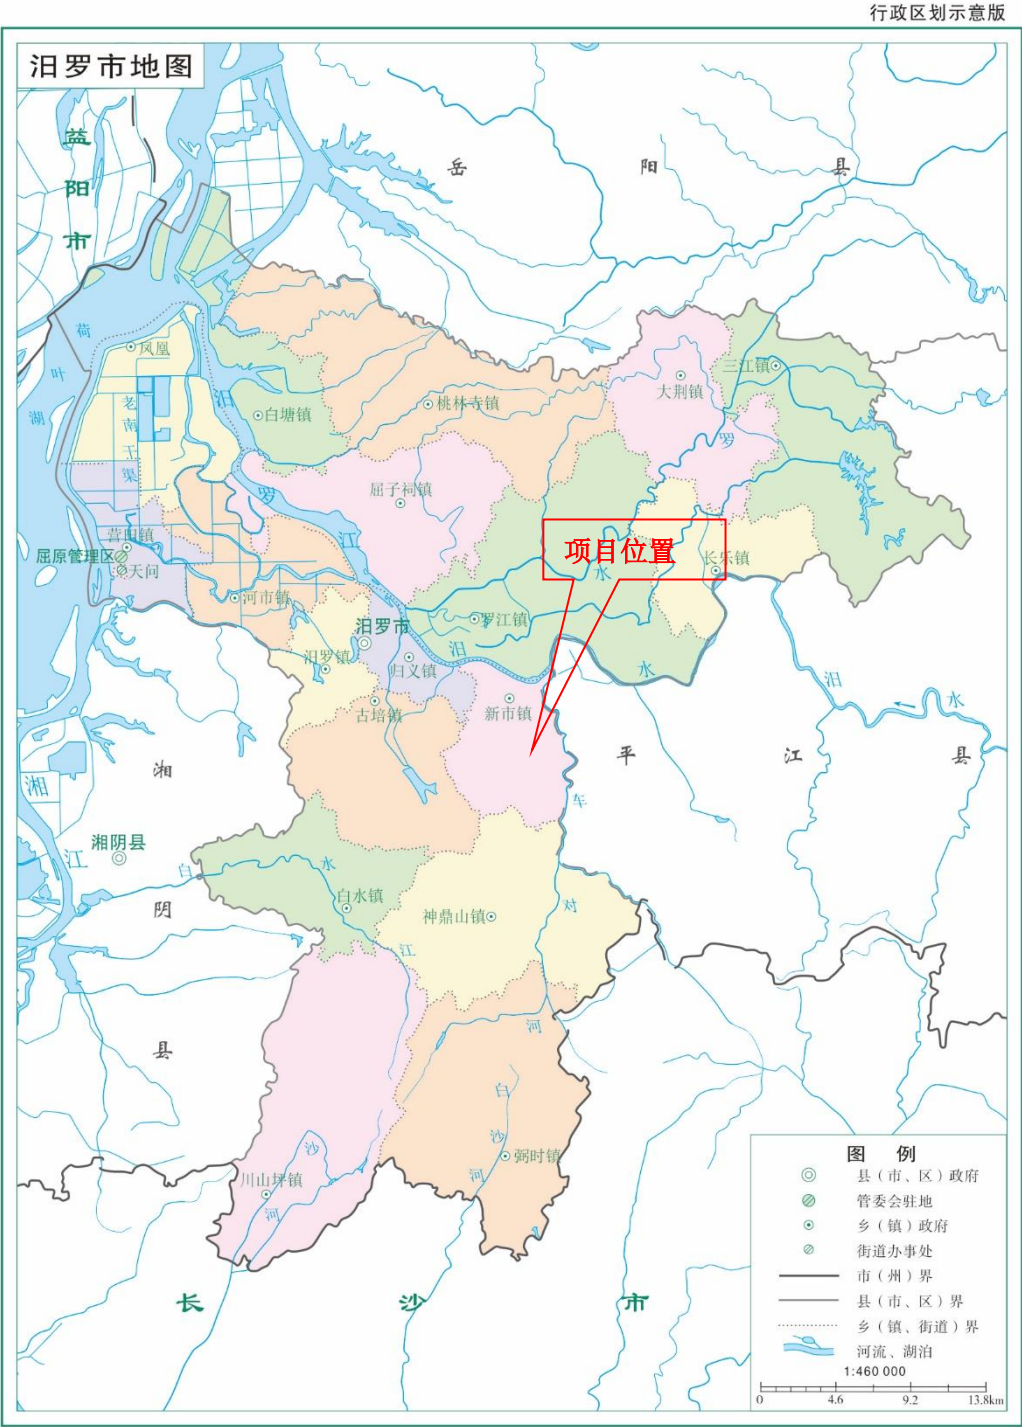 行政区划示意版
汨罗市地图
益
阳
市
岳 阳 县
荷
叶
湖
凤凰
老
南
干
渠
汨
白塘镇
桃林寺镇
大荆镇
三江镇
罗
屈子祠镇
罗
江
营田镇
屈原管理区
天问
河市镇
项目位置
水
长乐镇
罗江镇
汨罗市
汨罗镇
归义镇
汨
水
古培镇
新市镇
汨
水
湘
平 江 县
湘
江
车
湘阴县
白
水
白水镇
阴
神鼎山镇
对
江
河
县
白
沙
河
弼时镇
沙
川山坪镇
河
长 沙 市
图 例
县（市、区）政府
管委会驻地
乡（镇）政府
街道办事处
市（州）界
县（市、区）界
乡（镇、街道）界
河流、湖泊
1:460 000
0 4.6 9.2 13.8km